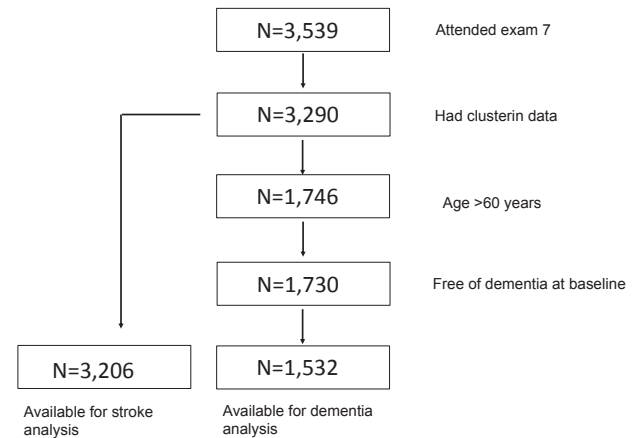 N=3,539
Attended exam 7
N=3,290
Had clusterin data
N=1,746
Age >60 years
N=1,730
Free of dementia at baseline
N=3,206
N=1,532
Available for stroke
analysis
Available for dementia
analysis